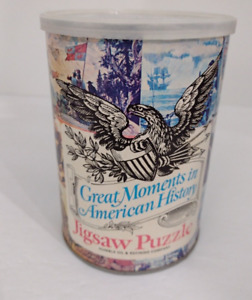 Great Moments in
American History
Jigsaw Puzzle